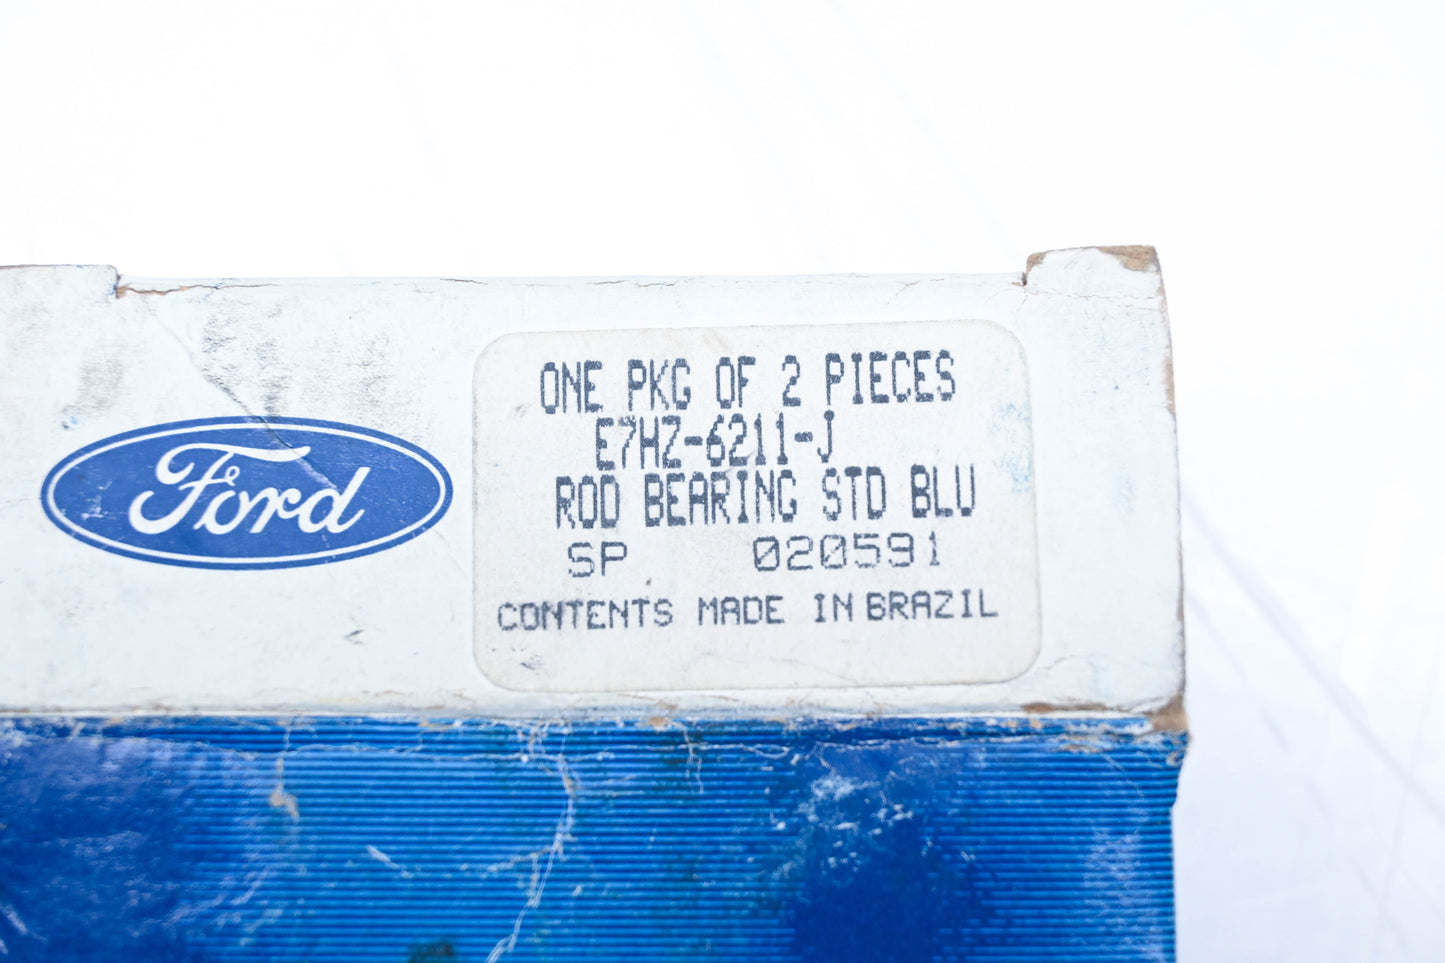 Ford
ONE PKG OF 2 PIECES
E7HZ-6211-J
ROD BEARING STD BLU
SP 020591
CONTENTS MADE IN BRAZIL